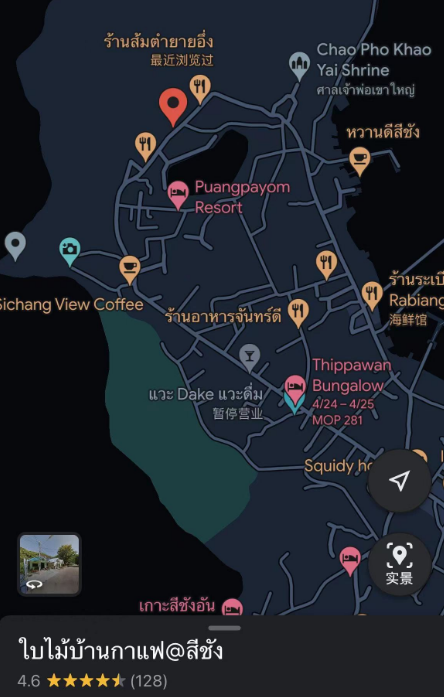 ร้านส้มตำยายอึ่ง
最近浏览过
Chao Pho Khao
Yai Shrine
ศาลเจ้าพ่อเขาใหญ่
หวานดีสีชัง
Puangpayom
Resort
Sichang View Coffee
ร้านอาหารจันทร์ดี
ร้านระเบี
Rabiang
海鲜馆
แวะ Dake แวะดื่ม
暂停营业
Thippawan
Bungalow
4/24 – 4/25
MOP 281
Squidy ho
实景
เกาะสีชังฮัน
ใบไม้บ้านกาแฟ@สีชัง
4.6
(128)